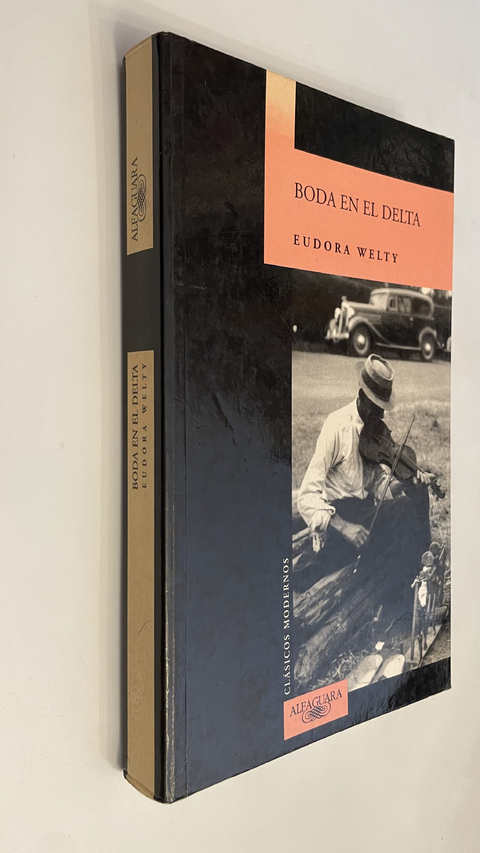 BODA EN EL DELTA
EUDORA WELTY
CLÁSICOS MODERNOS
ALFAGUARA
ALFAGUARA
BODA EN EL DELTA
EUDORA WELTY